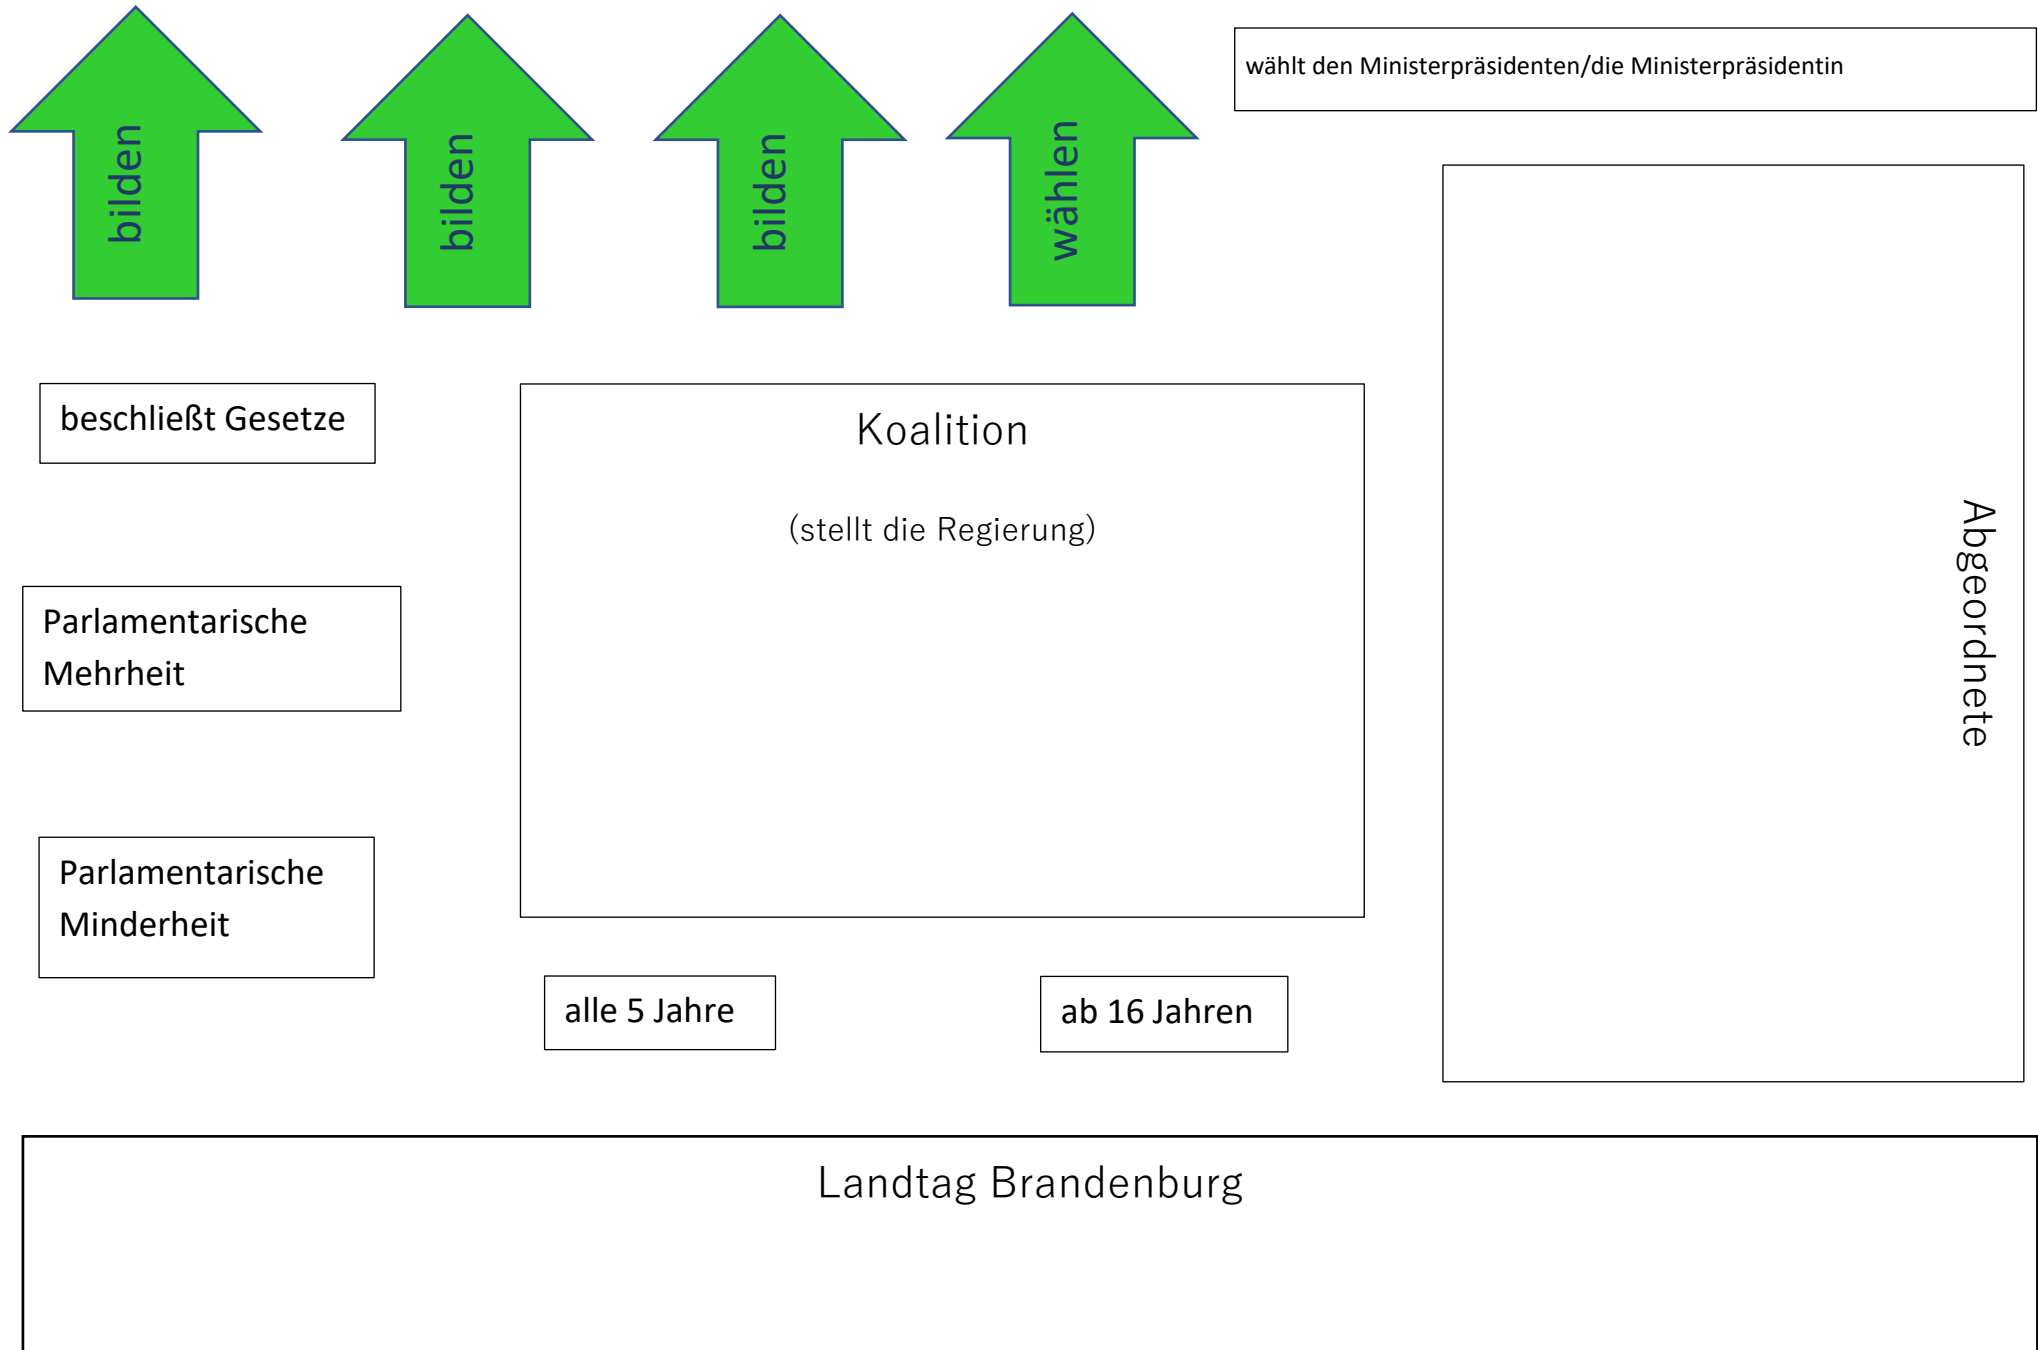 bilden
bilden
bilden
wählen
wählt den Ministerpräsidenten/die Ministerpräsidentin
beschließt Gesetze
Koalition
(stellt die Regierung)
Abgeordnete
Parlamentarische
Mehrheit
Parlamentarische
Minderheit
alle 5 Jahre
ab 16 Jahren
Landtag Brandenburg